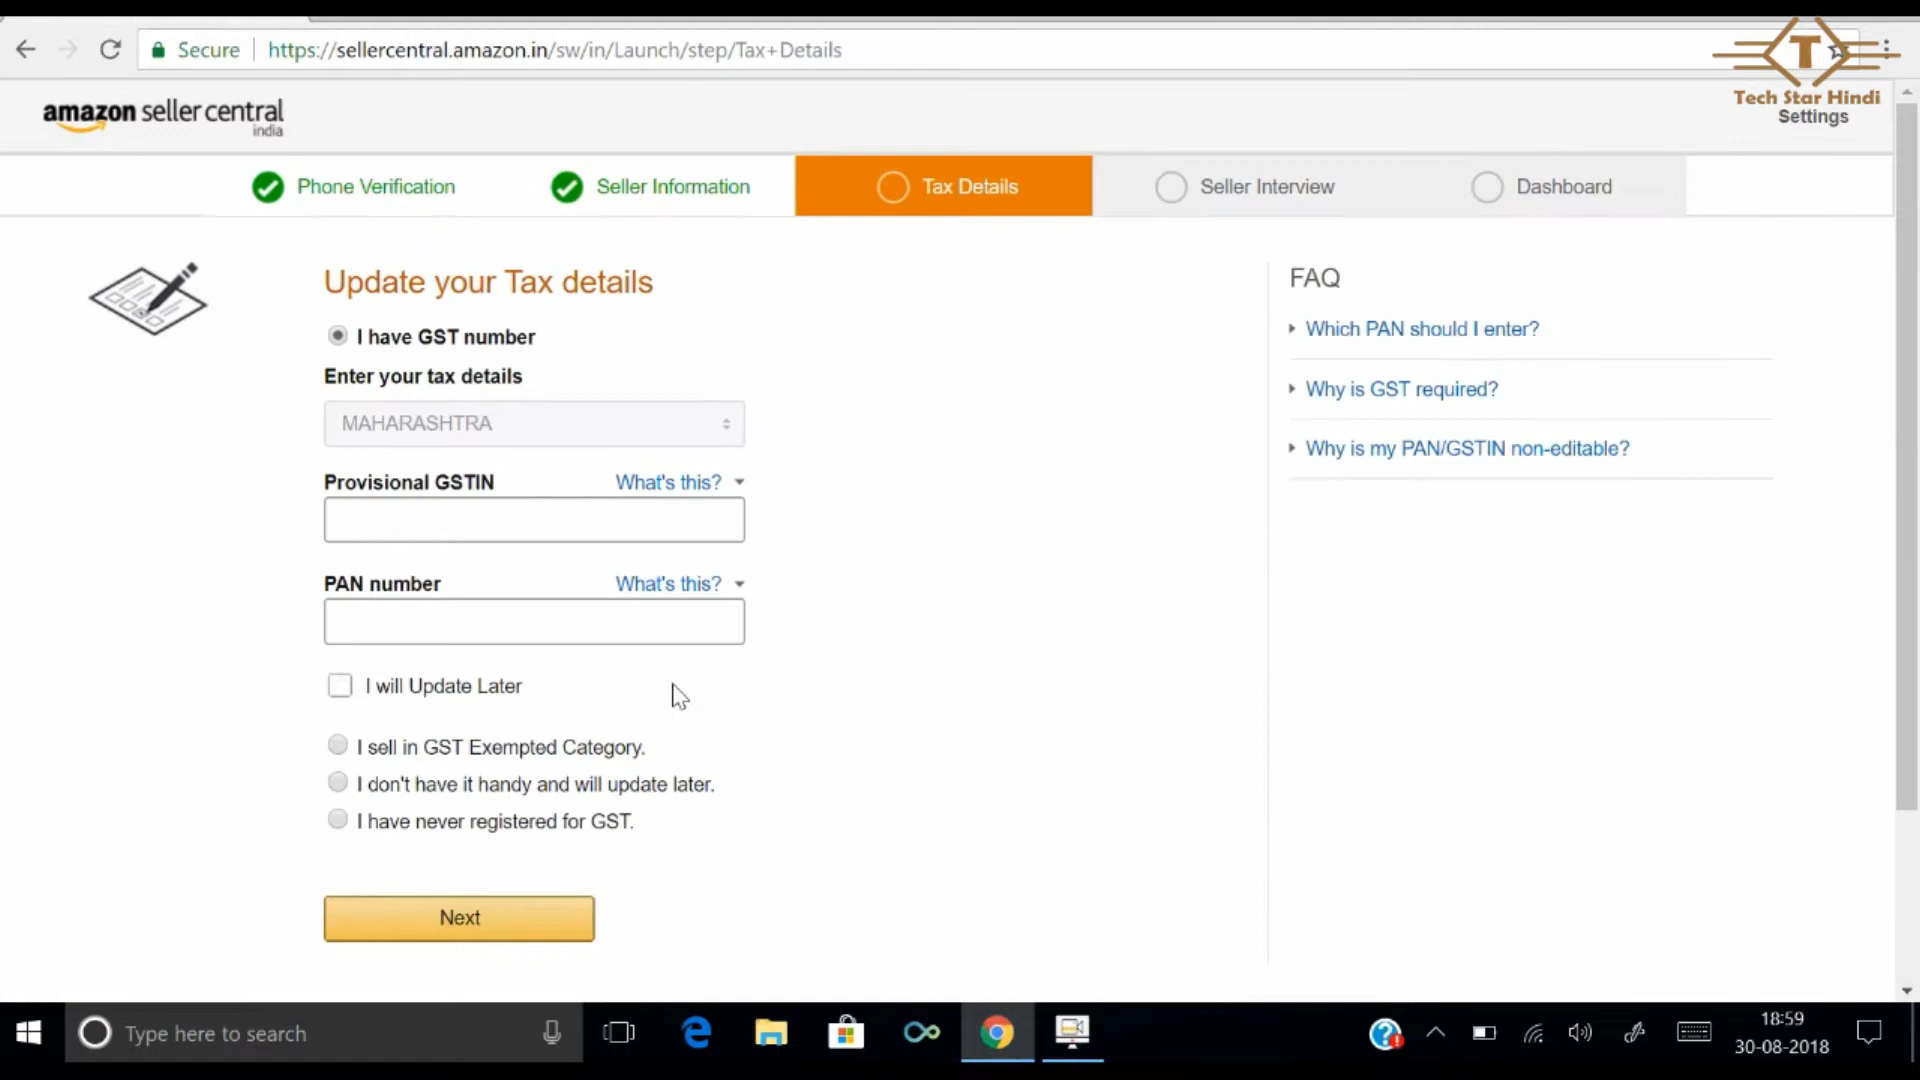 Secure https://sellercentral.amazon.in/sw/in/Launch/step/Tax+Details
T
Tech Star Hindi
Settings
amazon seller central
india
Phone Verification Seller Information Tax Details Seller Interview Dashboard
Update your Tax details
I have GST number
Enter your tax details
MAHARASHTRA
Provisional GSTIN What's this?
PAN number What's this?
I will Update Later
I sell in GST Exempted Category.
I don't have it handy and will update later.
I have never registered for GST.
Next
FAQ
Which PAN should I enter?
Why is GST required?
Why is my PAN/GSTIN non-editable?
Type here to search
18:59
30-08-2018